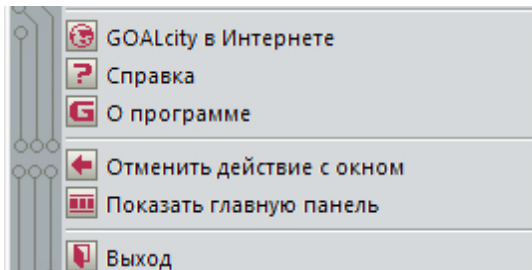 GOALcity в Интернете
Справка
О программе
Отменить действие с окном
Показать главную панель
Выход